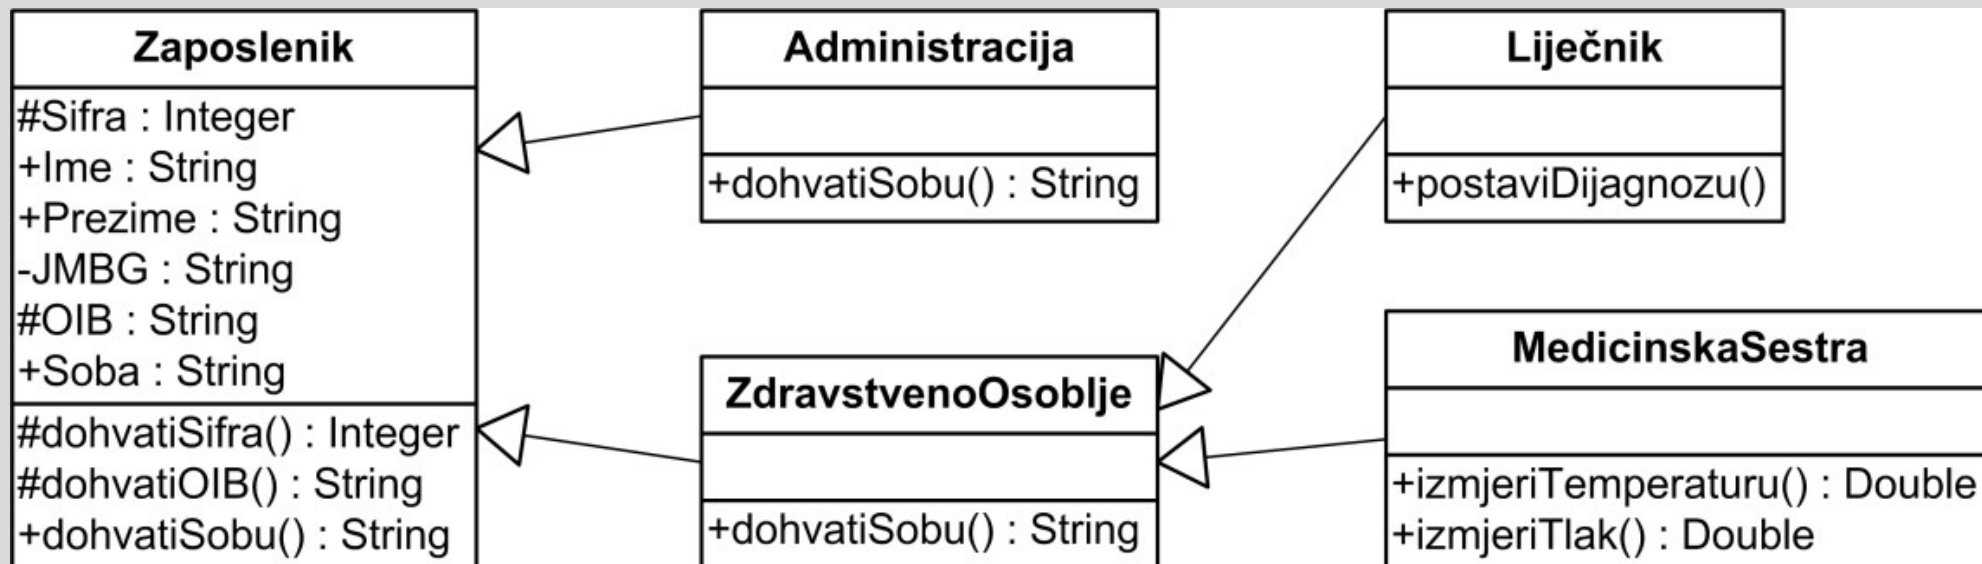 Zaposlenik
#Sifra : Integer
+Ime : String
+Prezime : String
-JMBG : String
#OIB : String
+Soba : String
#dohvatiSifra() : Integer
#dohvatiOIB() : String
+dohvatiSobu() : String
Administracija
+dohvatiSobu() : String
ZdravstvenoOsoblje
+dohvatiSobu() : String
Liječnik
+postaviDijagnozu()
MedicinskaSestra
+izmjeriTemperaturu() : Double
+izmjeriTlak() : Double